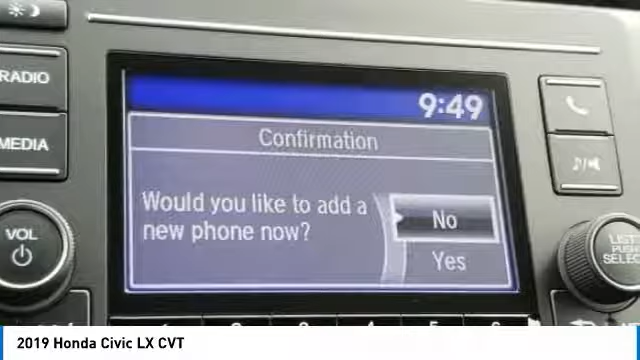 RADIO
MEDIA
VOL
9:49
Confirmation
Would you like to add a
new phone now?
No
Yes
LIST
PUSH
SELEC
2019 Honda Civic LX CVT